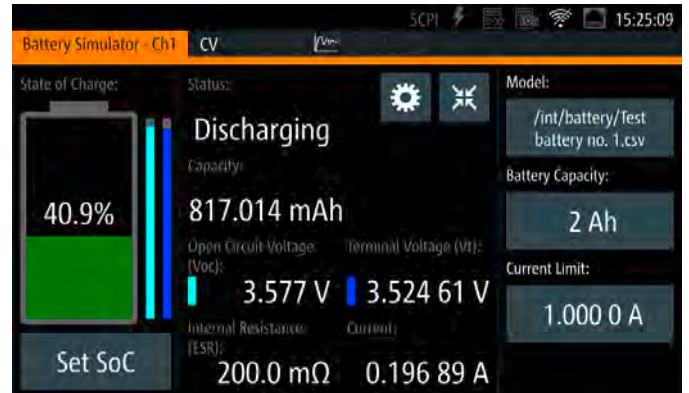 SCPI
15:25:09
Battery Simulator - Ch1
CV
State of Charge:
Status:
Model:
Discharging
/int/battery/Test
battery no. 1.csv
Capacity:
Battery Capacity:
40.9%
817.014 mAh
2 Ah
Open Circuit Voltage
(Voc):
Terminal Voltage (Vt):
Current Limit:
3.577 V
3.524 61 V
1.000 0 A
Internal Resistance
(ESR):
Current:
Set SoC
200.0 mΩ
0.196 89 A